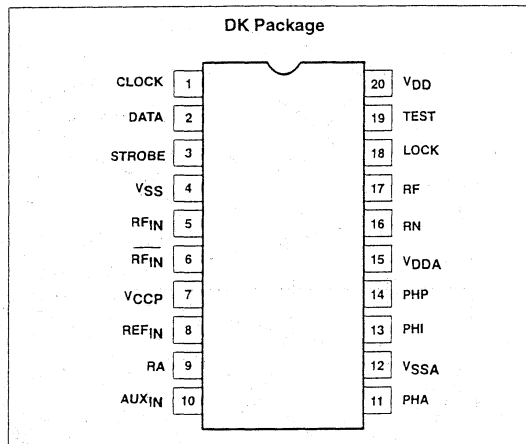 DK Package
CLOCK 1 20 VDD
DATA 2 19 TEST
STROBE 3 18 LOCK
VSS 4 17 RF
RFIN 5 16 RN
R̅F̅I̅N̅ 6 15 VDDA
VCCP 7 14 PHP
REFIN 8 13 PHI
RA 9 12 VSSA
AUXIN 10 11 PHA